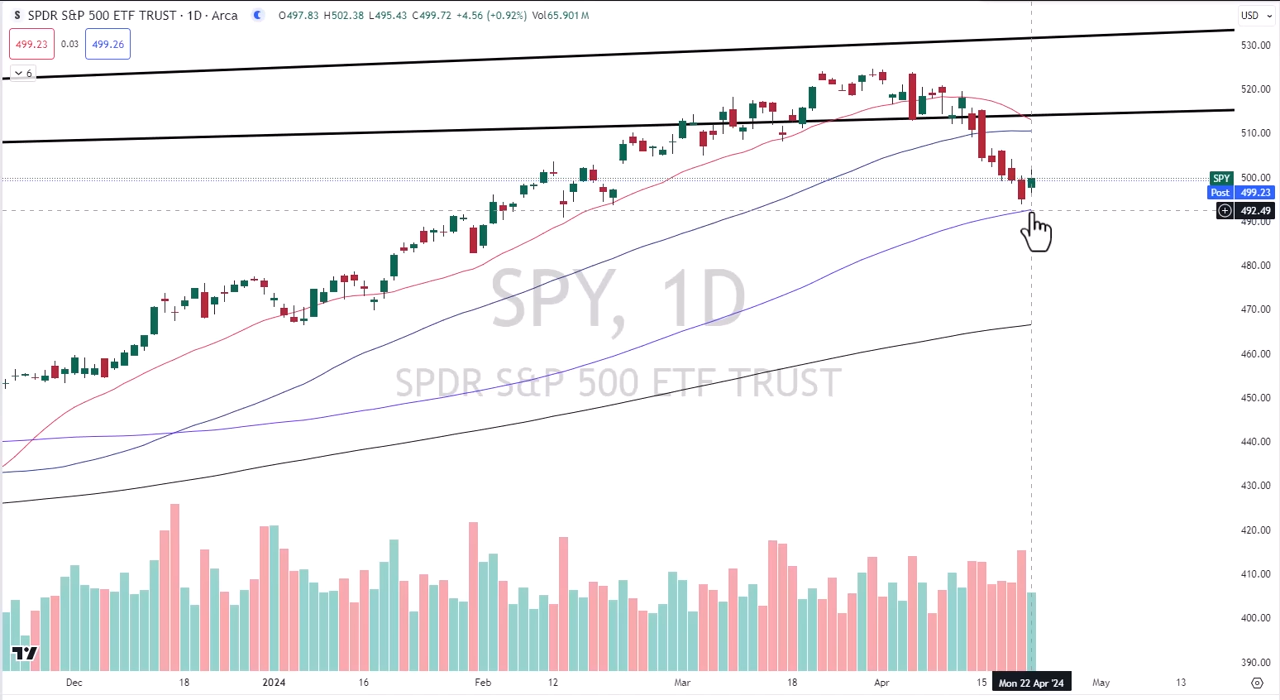 S SPDR S&P 500 ETF TRUST · 1D · Arca O497.83 H502.38 L495.43 C499.72 +4.56 (+0.92%) Vol65.901M
USD
499.23 0.03 499.26
6
530.00
520.00
510.00
500.00
SPY
Post 499.23
492.49
490.00
480.00
470.00
460.00
450.00
440.00
430.00
420.00
410.00
400.00
390.00
SPY, 1D
SPDR S&P 500 ETF TRUST
Dec 18 2024 16 Feb 12 Mar 18 Apr 15 Mon 22 Apr '24 May 13